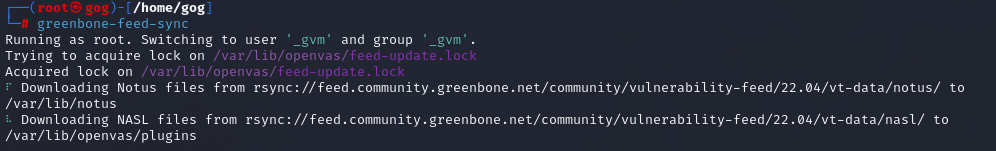 ┌──(root㉿gog)-[/home/gog]
└─# greenbone-feed-sync
Running as root. Switching to user '_gvm' and group '_gvm'.
Trying to acquire lock on /var/lib/openvas/feed-update.lock
Acquired lock on /var/lib/openvas/feed-update.lock
⠏ Downloading Notus files from rsync://feed.community.greenbone.net/community/vulnerability-feed/22.04/vt-data/notus/ to
/var/lib/notus
⠧ Downloading NASL files from rsync://feed.community.greenbone.net/community/vulnerability-feed/22.04/vt-data/nasl/ to
/var/lib/openvas/plugins